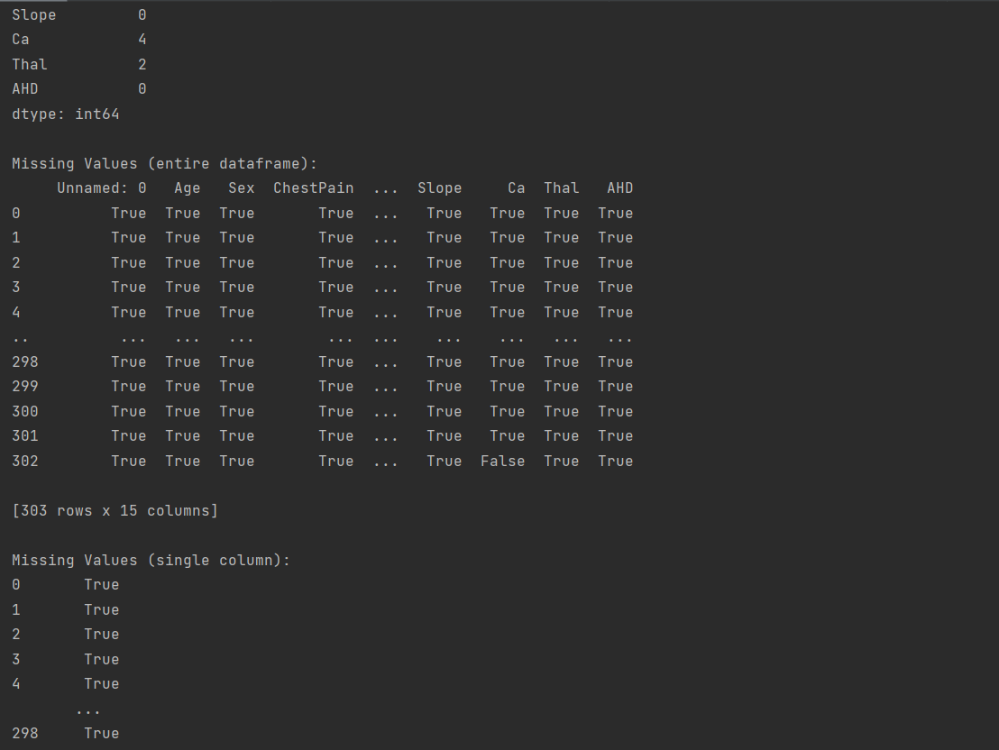 Slope         0
Ca            4
Thal          2
AHD           0
dtype: int64

Missing Values (entire dataframe):
     Unnamed: 0   Age   Sex  ChestPain  ...  Slope     Ca  Thal   AHD
0          True  True  True       True  ...   True   True  True  True
1          True  True  True       True  ...   True   True  True  True
2          True  True  True       True  ...   True   True  True  True
3          True  True  True       True  ...   True   True  True  True
4          True  True  True       True  ...   True   True  True  True
..          ...   ...   ...        ...  ...    ...    ...   ...   ...
298        True  True  True       True  ...   True   True  True  True
299        True  True  True       True  ...   True   True  True  True
300        True  True  True       True  ...   True   True  True  True
301        True  True  True       True  ...   True   True  True  True
302        True  True  True       True  ...   True  False  True  True

[303 rows x 15 columns]

Missing Values (single column):
0       True
1       True
2       True
3       True
4       True
       ...
298     True